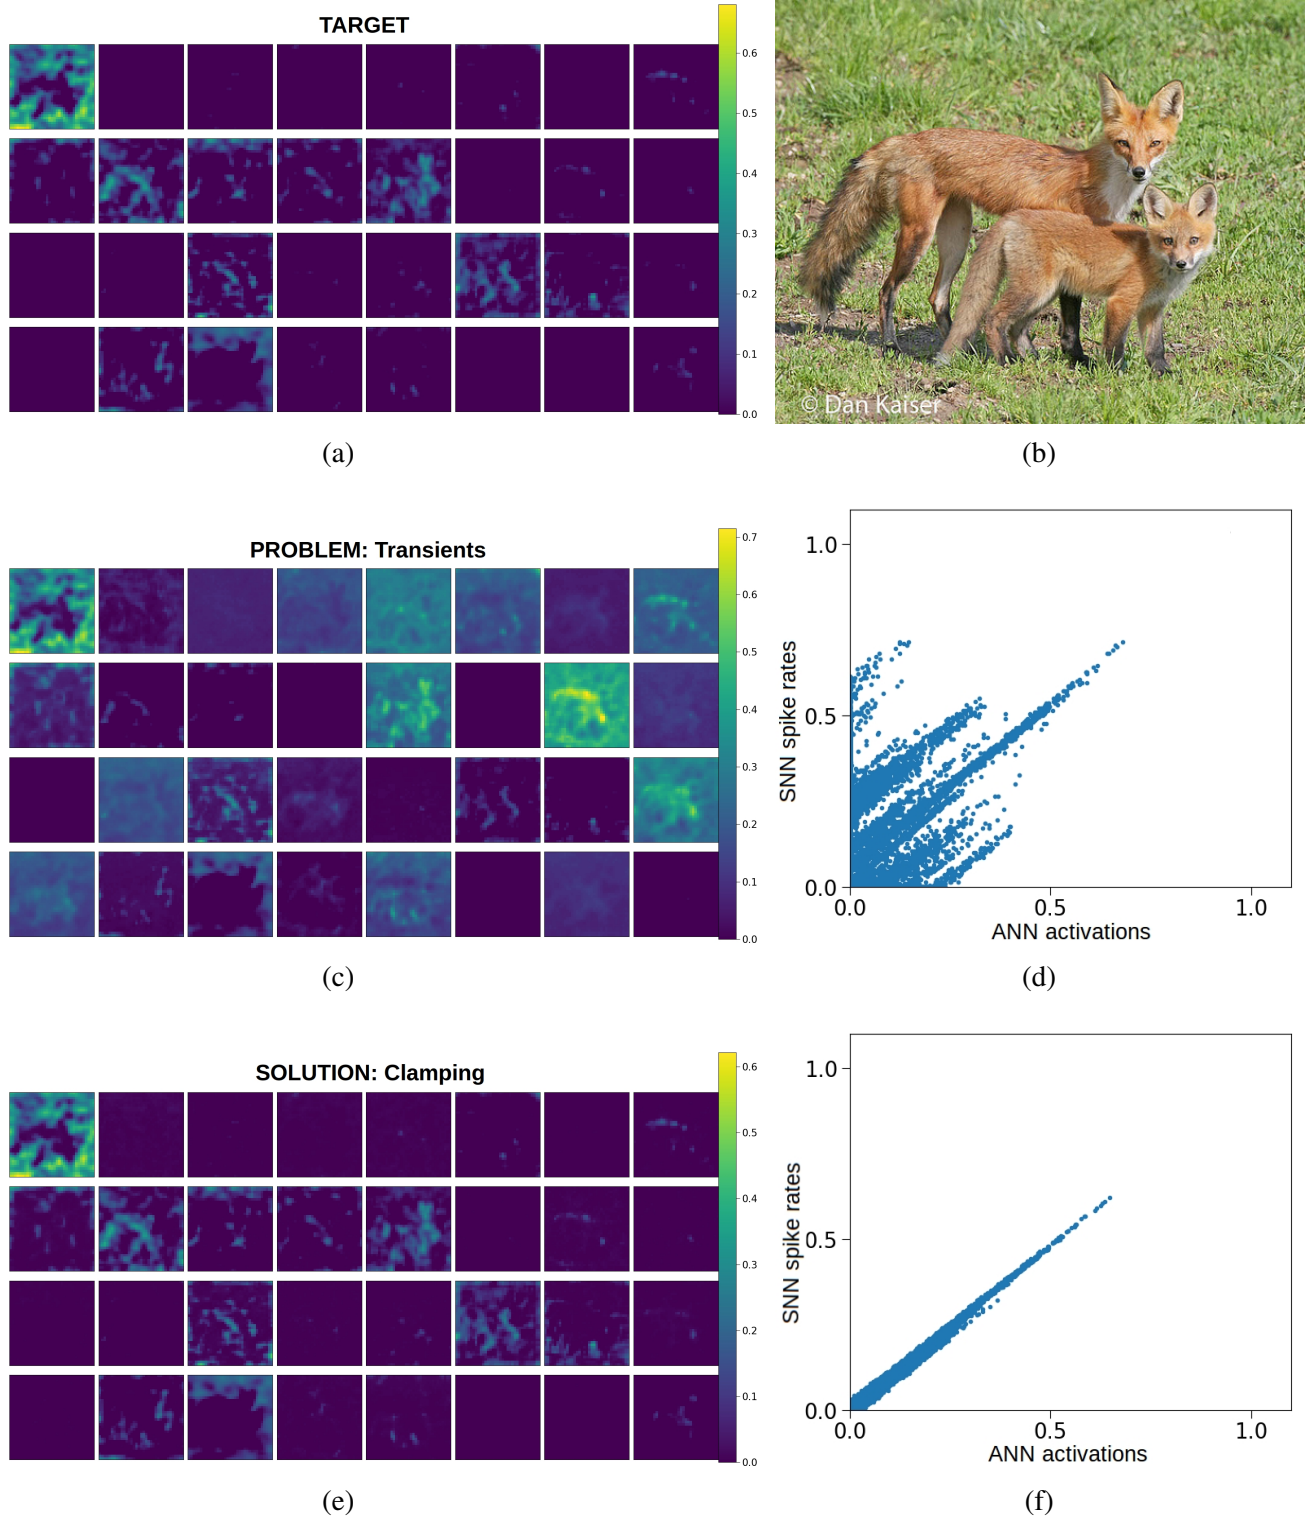 TARGET
0.6
0.5
0.4
0.3
0.2
0.1
0.0
© Dan Kaiser
(a)
(b)
PROBLEM: Transients
0.7
0.6
0.5
0.4
0.3
0.2
0.1
0.0
(c)
SNN spike rates
1.0
0.5
0.0
0.0 0.5 1.0
ANN activations
(d)
SOLUTION: Clamping
0.6
0.5
0.4
0.3
0.2
0.1
0.0
(e)
SNN spike rates
1.0
0.5
0.0
0.0 0.5 1.0
ANN activations
(f)